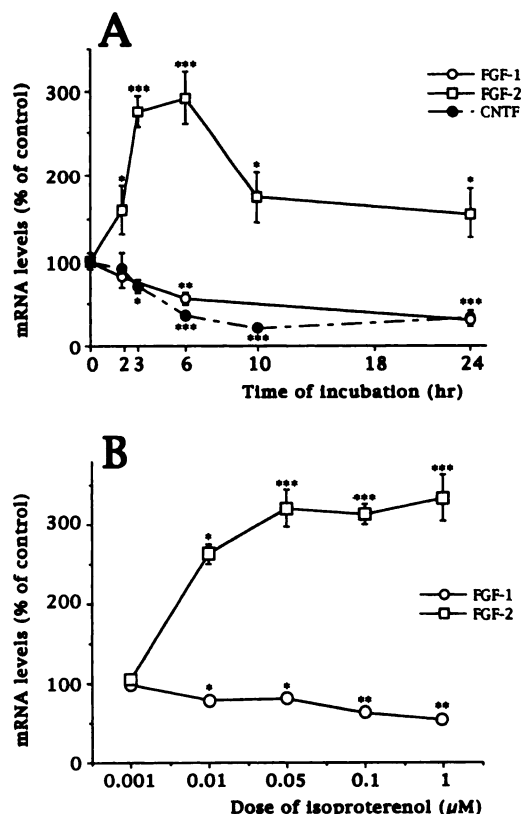 A
mRNA levels (% of control)
300
200
100
0
***
***
*
*
*
**
*
***
***
***
FGF-1
FGF-2
CNTF
0 2 3 6 10 18 24
Time of incubation (hr)
B
mRNA levels (% of control)
300
200
100
0
***
***
***
*
*
*
**
**
FGF-1
FGF-2
0.001 0.01 0.05 0.1 1
Dose of isoproterenol (µM)